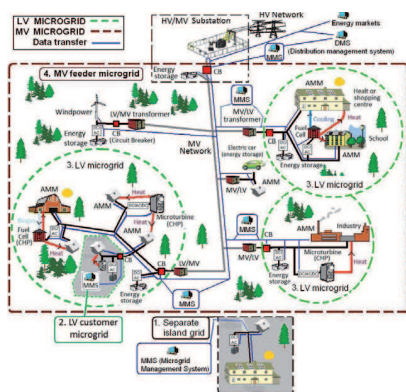 LV MICROGRID
MV MICROGRID
Data transfer
HV/MV Substation
HV Network
Energy markets
DMS
(Distribution management system)
MMS
Energy storage
CB
4. MV feeder microgrid
Windpower
LV/MV transformer
CB
(Circuit Breaker)
Energy storage
MMS
MV/LV transformer
CB
AMM
Healt or shopping centre
Cooling
Heat
Fuel Cell
School
Energy storage
3. LV microgrid
MV Network
Electric car (energy storage)
AMM
MV/LV
3. LV microgrid
AMM
Heat
AMM
Microturbine (CHP)
Fuel Cell (CHP)
Heat
AMM
Heat
MMS
CB
LV/MV
CB
Energy storage
MMS
2. LV customer microgrid
MMS
AMM
Industry
CB
MV/LV
Microturbine (CHP)
Heat
Energy storage
3. LV microgrid
1. Separate island grid
MMS (Microgrid Management System)